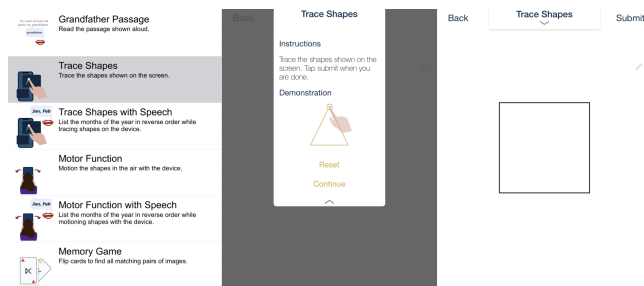 Grandfather Passage
Read the passage shown aloud.
grandfather
Trace Shapes
Trace the shapes shown on the screen.
Jan, Feb
Trace Shapes with Speech
List the months of the year in reverse order while
tracing shapes on the device.
Motor Function
Motion the shapes in the air with the device.
Jan, Feb
Motor Function with Speech
List the months of the year in reverse order while
motioning shapes with the device.
Memory Game
Flip cards to find all matching pairs of images.
Back
Trace Shapes
Instructions
Trace the shapes shown on the
screen. Tap submit when you
are done.
Demonstration
Reset
Continue
Back
Trace Shapes
Submit